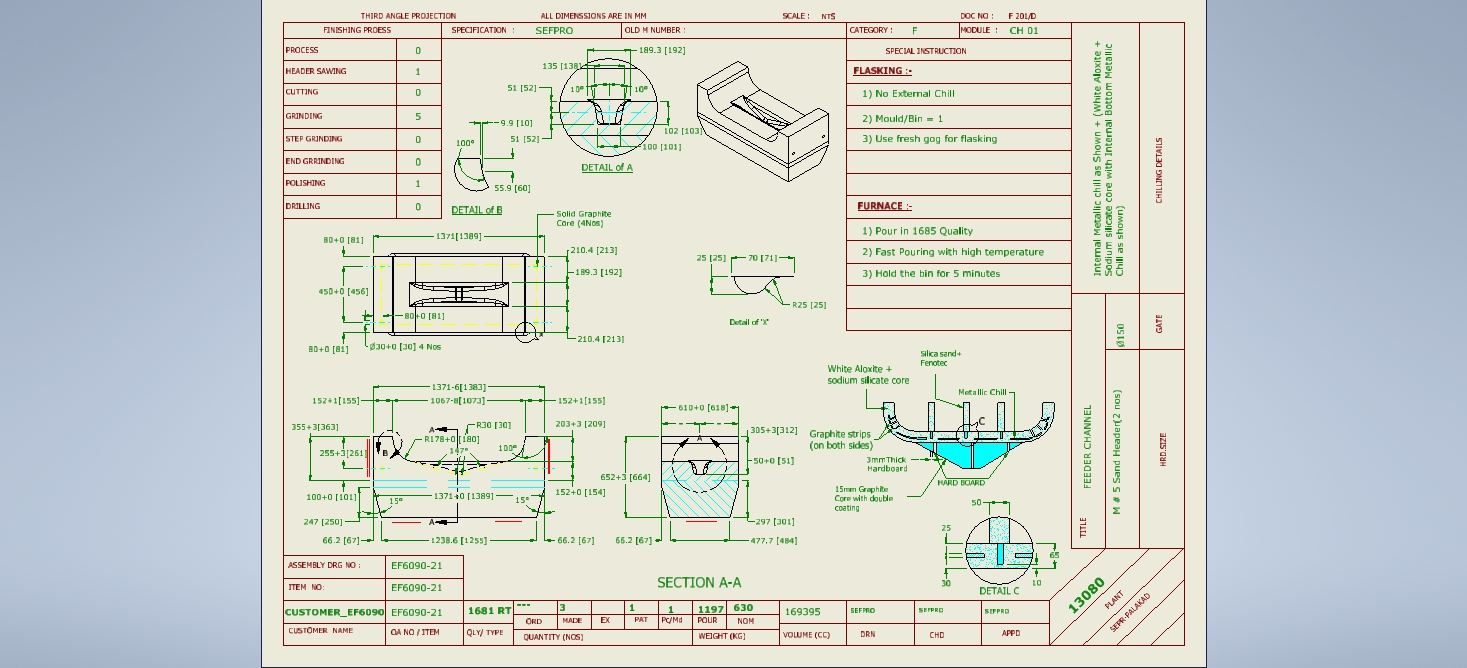 THIRD ANGLE PROJECTION
ALL DIMENSSIONS ARE IN MM
SCALE : NTS
DOC NO : F 201/D
FINISHING PROESS
SPECIFICATION : SEFPRO
OLD M NUMBER :
CATEGORY : F
MODULE : CH 01
PROCESS 0
HEADER SAWING 1
CUTTING 0
GRINDING 5
STEP GRINDING 0
END GRRINDING 0
POLISHING 1
DRILLING 0
189.3 [192]
135 [138]
10°
10°
51 [52]
51 [52]
102 [103]
100 [101]
DETAIL of A
9.9 [10]
100°
51 [52]
55.9 [60]
DETAIL of B
SPECIAL INSTRUCTION
FLASKING :-
1) No External Chill
2) Mould/Bin = 1
3) Use fresh gog for flasking
FURNACE :-
1) Pour in 1685 Quality
2) Fast Pouring with high temperature
3) Hold the bin for 5 minutes
Internal Metallic chill as Shown + (White Aloxite +
Sodium silicate core with Internal Bottom Metallic
Chill as shown)
CHILLING DETAILS
Ø150
GATE
TITLE
FEEDER CHANNEL
M # 5 Sand Header(2 nos)
HRD.SIZE
Solid Graphite
Core (4Nos)
1371[1389]
80+0 [81]
450+0 [456]
80+0 [81]
80+0 [81]
Ø30+0 [30] 4 Nos
210.4 [213]
189.3 [192]
210.4 [213]
25 [25]
70 [71]
R25 [25]
Detail of "X"
1371-6[1383]
152+1[155]
1067-8[1073]
152+1[155]
355+3[363]
255+3[261]
R178+0 [180]
R30 [30]
147°
100°
203+3 [209]
152+0 [154]
100+0 [101]
1371+0 [1389]
15°
15°
247 [250]
66.2 [67]
1238.6 [1255]
66.2 [67]
A
A
B
610+0 [618]
305+3[312]
A
50+0 [51]
652+3 [664]
297 [301]
66.2 [67]
477.7 [484]
SECTION A-A
White Aloxite +
sodium silicate core
Silica sand+
Fenotec
Metallic Chill
C
Graphite strips
(on both sides)
3mmThick
Hardboard
HARD BOARD
15mm Graphite
Core with double
coating
50
25
65
30
10
DETAIL C
ASSEMBLY DRG NO : EF6090-21
ITEM NO: EF6090-21
CUSTOMER_EF6090 EF6090-21 1681 RT
--- 3 1 1 1197 630
169395 SEFPRO SEFPRO SEFPRO
ORD MADE EX PAT Pc/Md POUR NOM
CUSTOMER NAME OA NO / ITEM QLY/ TYPE QUANTITY (NOS) WEIGHT (KG) VOLUME (CC) DRN CHD APPD
13080
PLANT
SEPR-PALAKAD